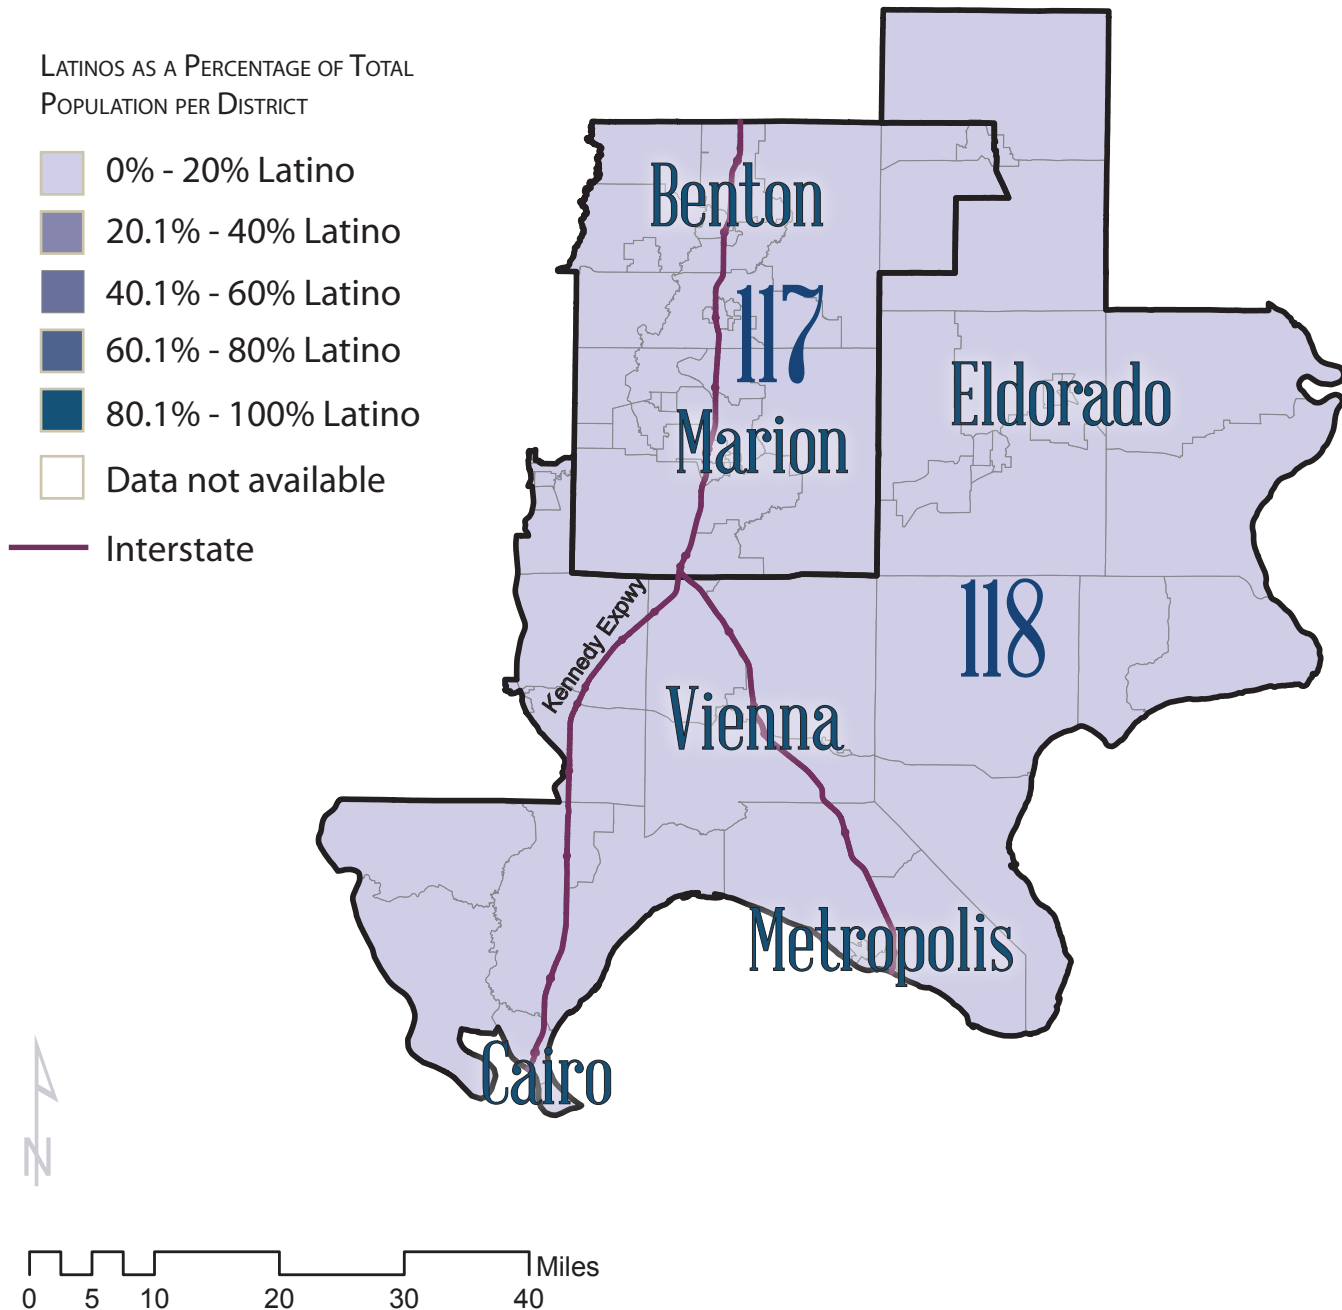 LATINOS AS A PERCENTAGE OF TOTAL
POPULATION PER DISTRICT
0% - 20% Latino
20.1% - 40% Latino
40.1% - 60% Latino
60.1% - 80% Latino
80.1% - 100% Latino
Data not available
Interstate
Benton
117
Eldorado
Marion
118
Kennedy Expwy
Vienna
Metropolis
Cairo
N
Miles
0 5 10 20 30 40